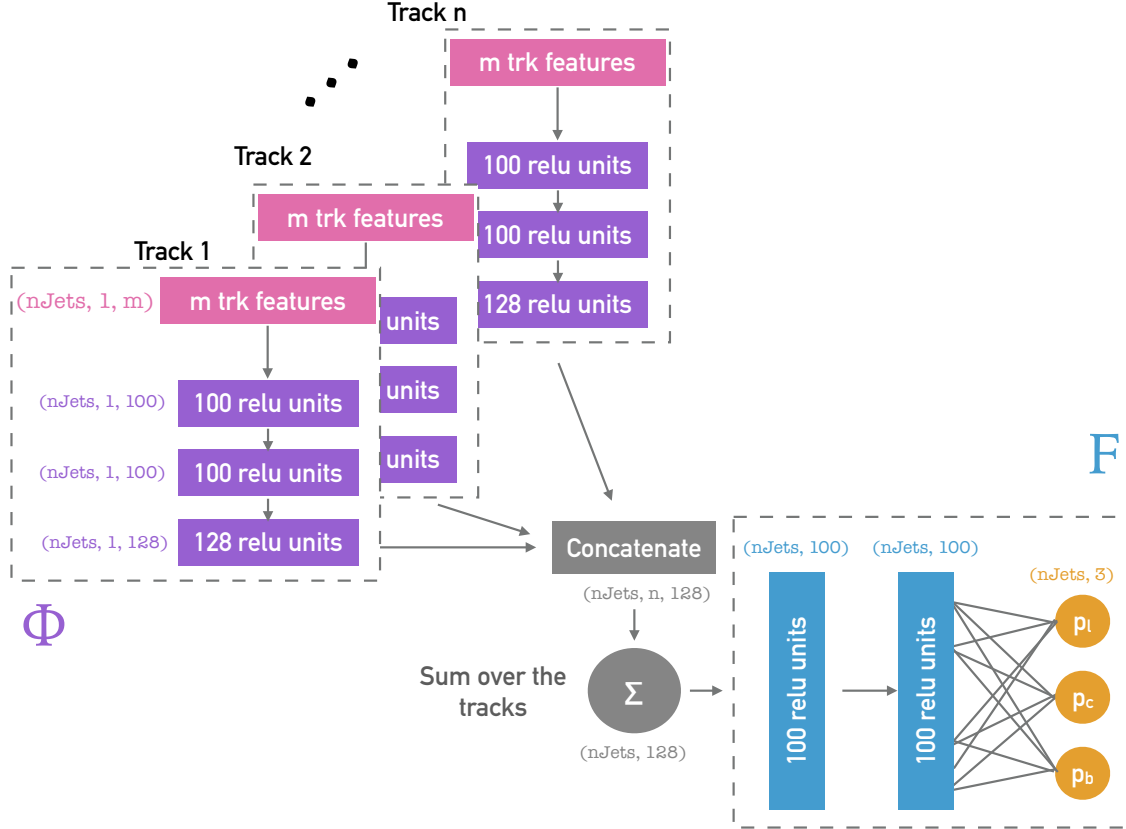 Track n
m trk features
100 relu units
100 relu units
128 relu units
Track 2
m trk features
units
units
units
Track 1
(nJets, 1, m)
m trk features
(nJets, 1, 100)
100 relu units
(nJets, 1, 100)
100 relu units
(nJets, 1, 128)
128 relu units
Φ
Concatenate
(nJets, n, 128)
Sum over the
tracks
Σ
(nJets, 128)
F
(nJets, 100)
(nJets, 100)
100 relu units
100 relu units
(nJets, 3)
pl
pc
pb